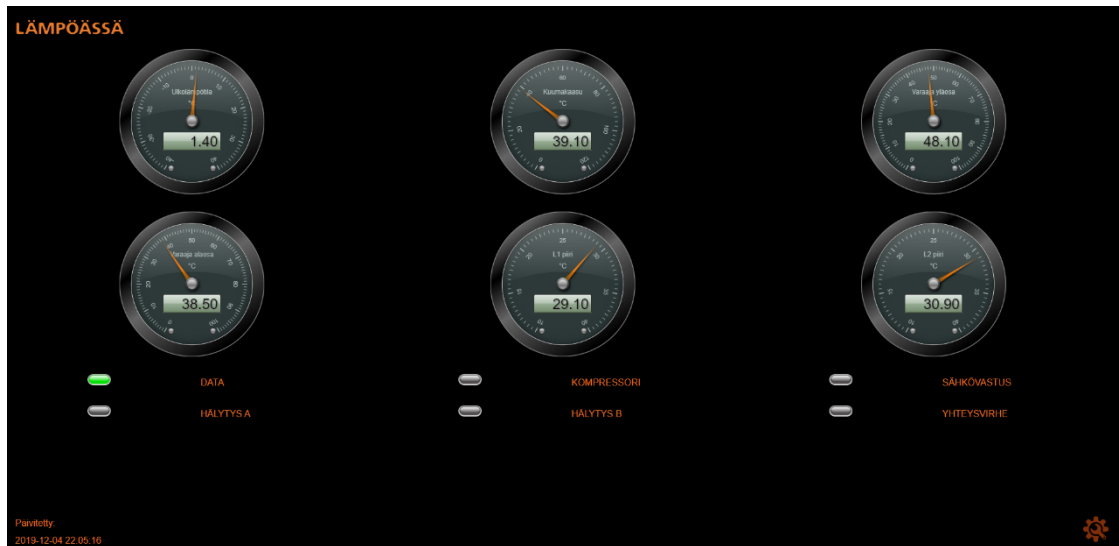 LÄMPÖÄSSÄ
Ulkolämpötila
°C
1.40
Kuumakaasu
°C
39.10
Varaaja yläosa
°C
48.10
Varaaja alaosa
°C
38.50
L1 piiri
°C
29.10
L2 piiri
°C
30.90
DATA
KOMPRESSORI
SÄHKÖVASTUS
HÄLYTYS A
HÄLYTYS B
YHTEYSVIRHE
Päivitetty:
2019-12-04 22:05:16